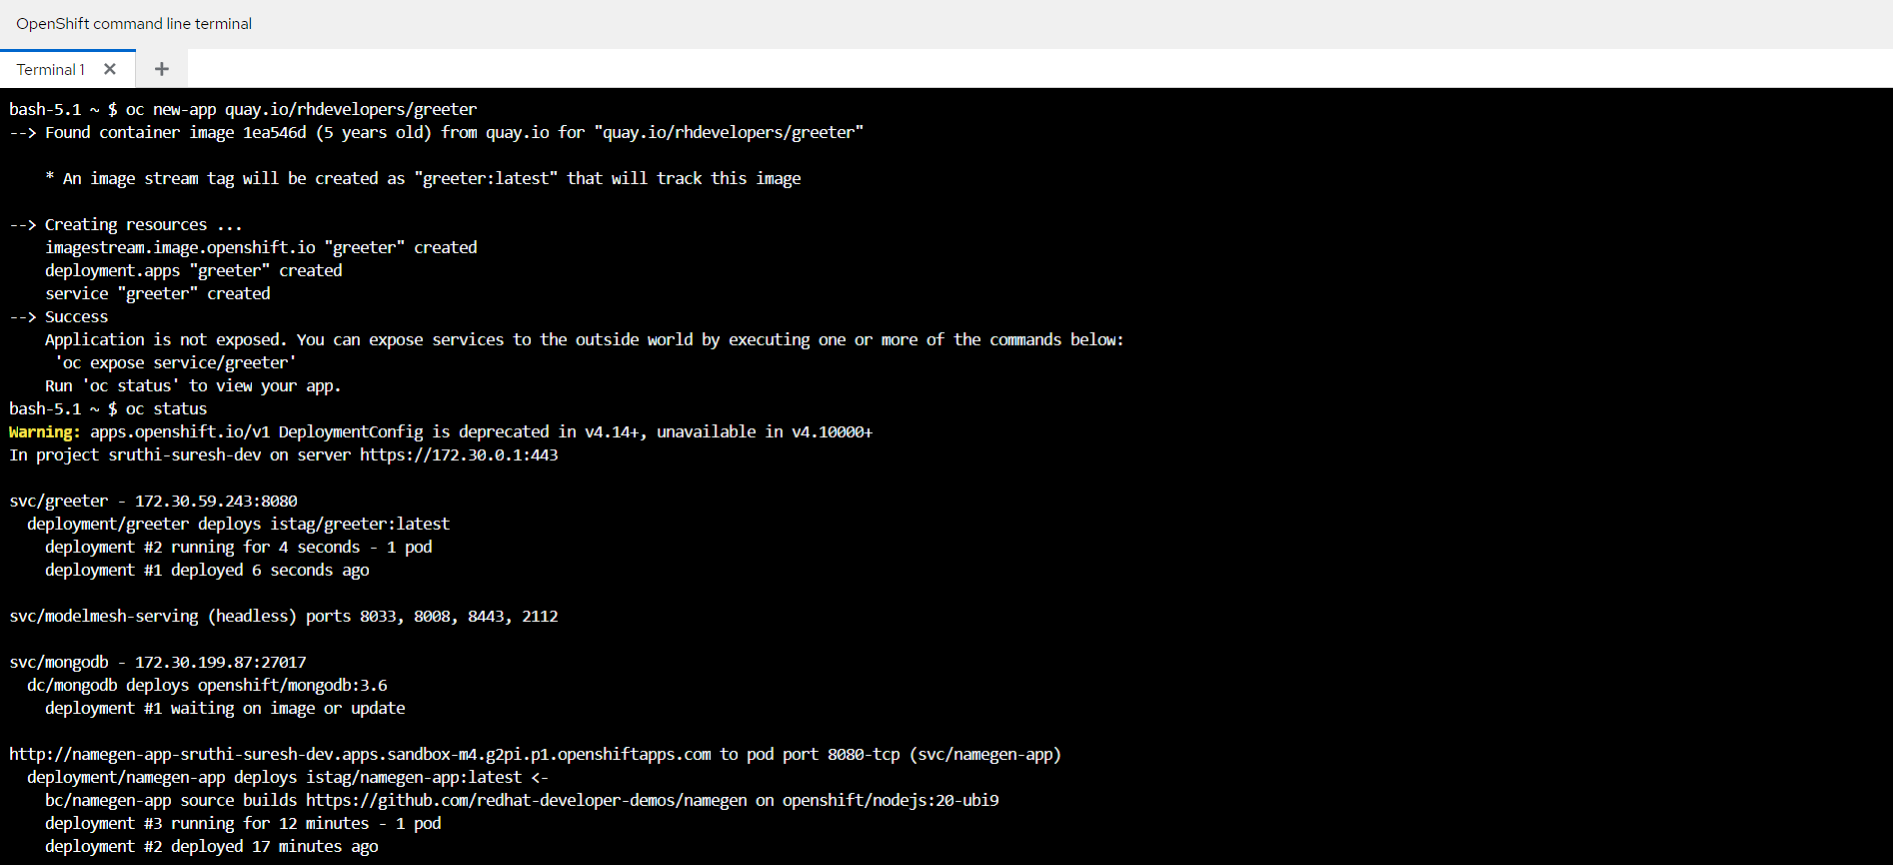 OpenShift command line terminal
Terminal 1
bash-5.1 ~ $ oc new-app quay.io/rhdevelopers/greeter
--> Found container image 1ea546d (5 years old) from quay.io for "quay.io/rhdevelopers/greeter"
* An image stream tag will be created as "greeter:latest" that will track this image
--> Creating resources ...
imagestream.image.openshift.io "greeter" created
deployment.apps "greeter" created
service "greeter" created
--> Success
Application is not exposed. You can expose services to the outside world by executing one or more of the commands below:
'oc expose service/greeter'
Run 'oc status' to view your app.
bash-5.1 ~ $ oc status
Warning: apps.openshift.io/v1 DeploymentConfig is deprecated in v4.14+, unavailable in v4.10000+
In project sruthi-suresh-dev on server https://172.30.0.1:443
svc/greeter - 172.30.59.243:8080
deployment/greeter deploys istag/greeter:latest
deployment #2 running for 4 seconds - 1 pod
deployment #1 deployed 6 seconds ago
svc/modelmesh-serving (headless) ports 8033, 8008, 8443, 2112
svc/mongodb - 172.30.199.87:27017
dc/mongodb deploys openshift/mongodb:3.6
deployment #1 waiting on image or update
http://namegen-app-sruthi-suresh-dev.apps.sandbox-m4.g2pi.p1.openshiftapps.com to pod port 8080-tcp (svc/namegen-app)
deployment/namegen-app deploys istag/namegen-app:latest <-
bc/namegen-app source builds https://github.com/redhat-developer-demos/namegen on openshift/nodejs:20-ubi9
deployment #3 running for 12 minutes - 1 pod
deployment #2 deployed 17 minutes ago